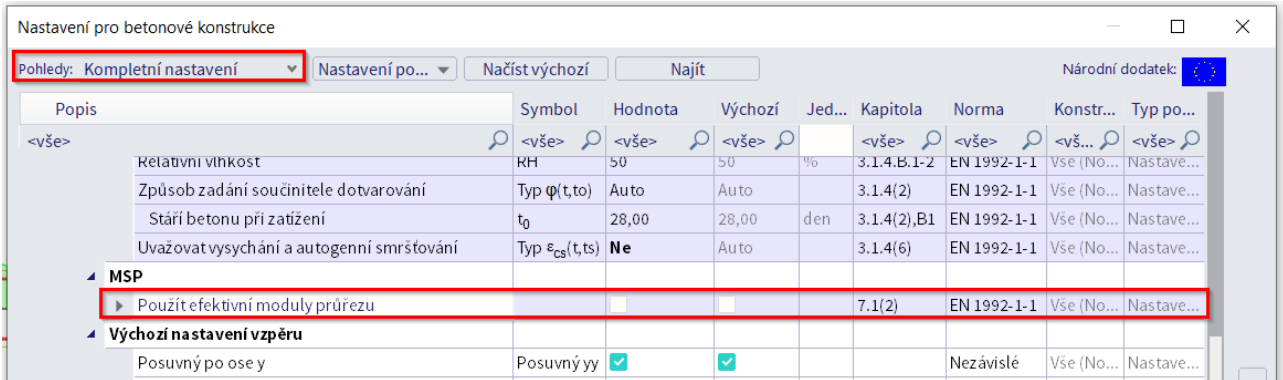 Nastavení pro betonové konstrukce
Pohledy: Kompletní nastavení Nastavení po... Načíst výchozí Najít Národní dodatek:
Popis Symbol Hodnota Výchozí Jed... Kapitola Norma Konstr... Typ po...
<vše> <vše> <vše> <vše> <vše> <vše> <vš... <vše>
Relativní vlhkost RH 50 50 % 3.1.4.B.1-2 EN 1992-1-1 Vše (No... Nastave...
Způsob zadání součinitele dotvarování Typ φ(t,to) Auto Auto 3.1.4(2) EN 1992-1-1 Vše (No... Nastave...
Stáří betonu při zatížení t0 28,00 28,00 den 3.1.4(2),B1 EN 1992-1-1 Vše (No... Nastave...
Uvažovat vysychání a autogenní smršťování Typ εcs(t,ts) Ne Auto 3.1.4(6) EN 1992-1-1 Vše (No... Nastave...
MSP
Použít efektivní moduly průřezu 7.1(2) EN 1992-1-1 Vše (No... Nastave...
Výchozí nastavení vzpěru
Posuvný po ose y Posuvný yy Nezávislé Vše (No... Nastave...